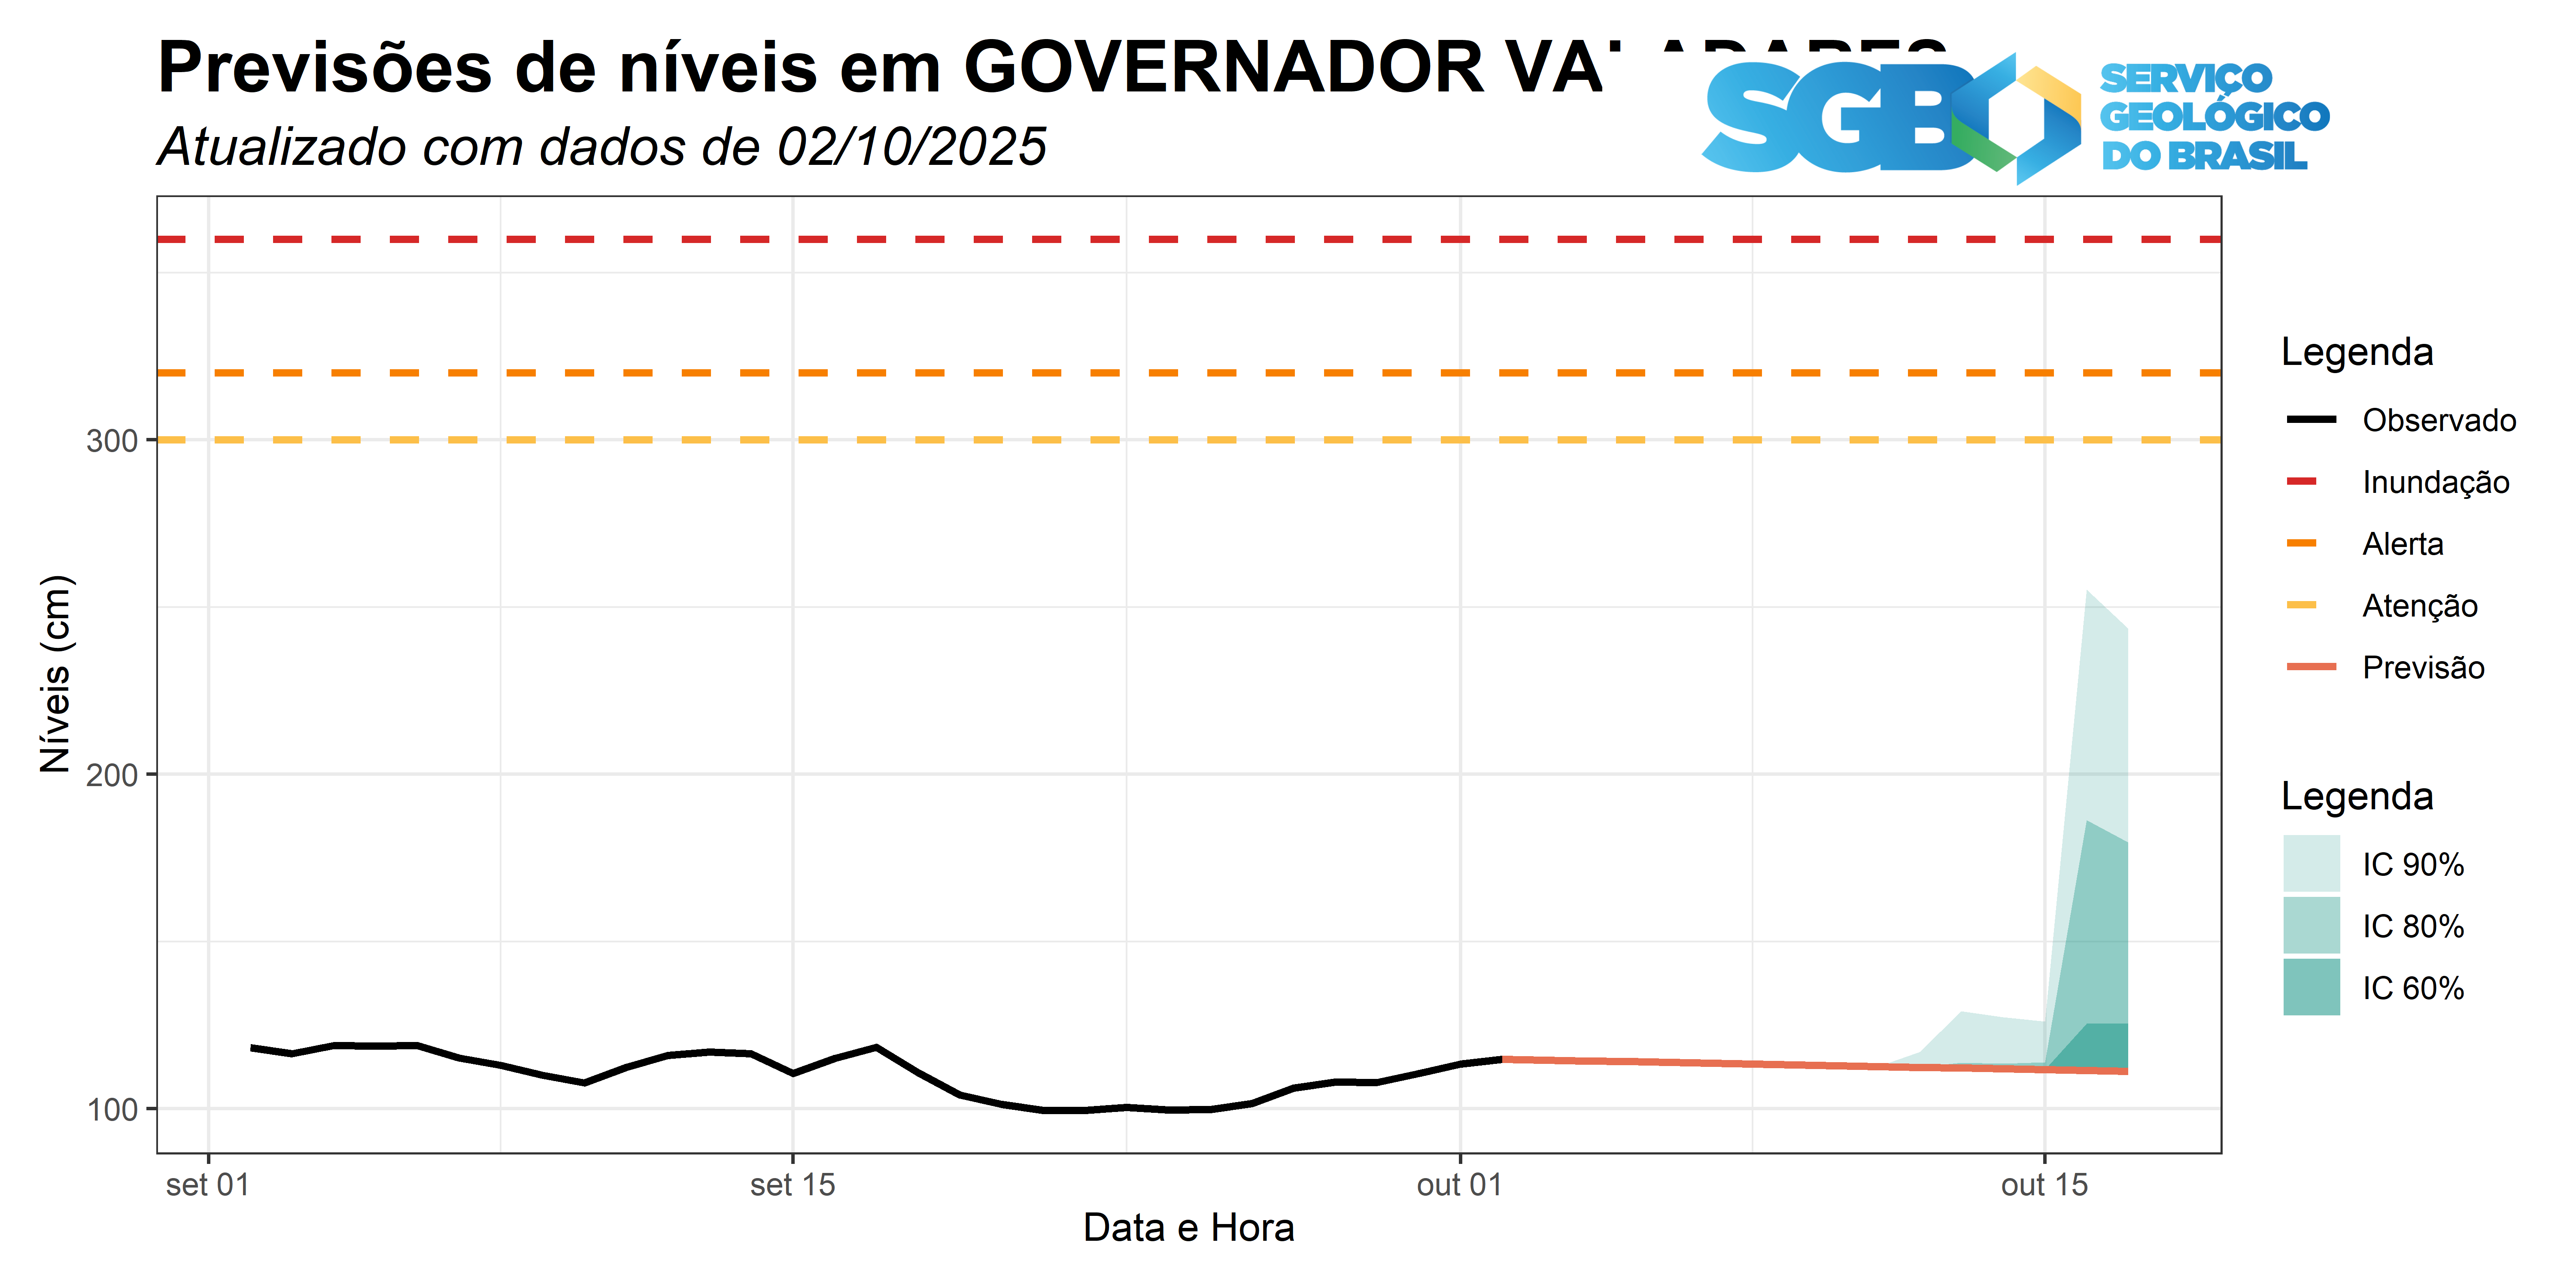 Previsões de níveis em GOVERNADOR
Atualizado com dados de 02/10/2025
SGB
SERVIÇO
GEOLÓGICO
DO BRASIL
Níveis (cm)
300
200
100
set 01
set 15
out 01
out 15
Data e Hora
Legenda
Observado
Inundação
Alerta
Atenção
Previsão
Legenda
IC 90%
IC 80%
IC 60%